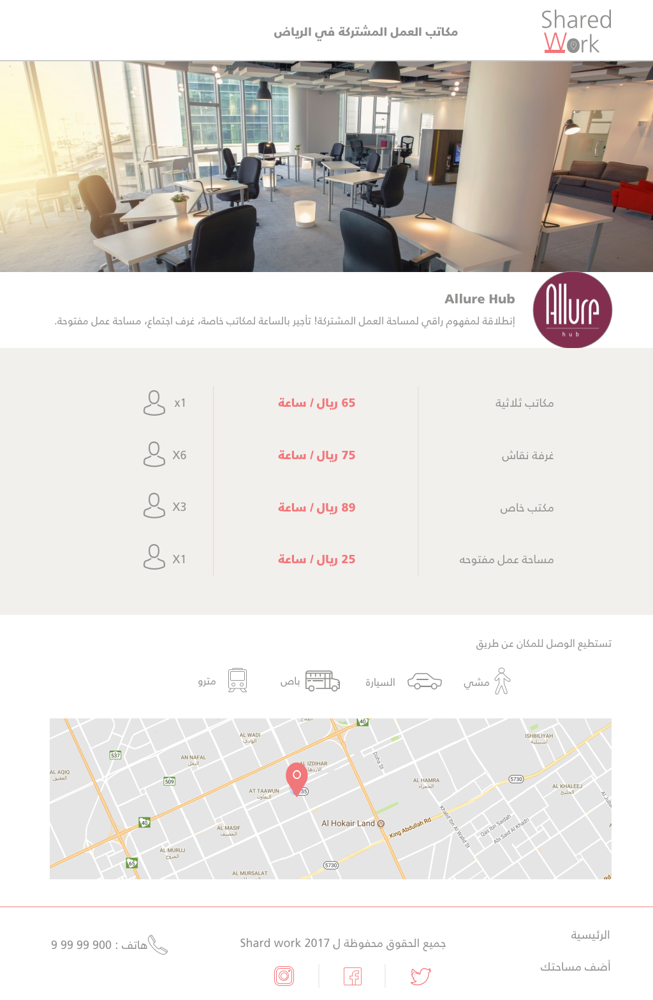 Shared
Work
مكاتب العمل المشتركة في الرياض
Allure
hub
Allure Hub
إنطلاقة لمفهوم راقي لمساحة العمل المشتركة! تأجير بالساعة لمكاتب خاصة، غرف اجتماع، مساحة عمل مفتوحة.
مكاتب ثلاثية
65 ريال / ساعة
x1
غرفة نقاش
75 ريال / ساعة
X6
مكتب خاص
89 ريال / ساعة
X3
مساحة عمل مفتوحه
25 ريال / ساعة
X1
تستطيع الوصل للمكان عن طريق
مشي
السيارة
باص
مترو
40
AL WADI
الوادي
ISHBILIYAH
اشبيلية
537
AN NAFAL
النفل
Doha St
AL IZDIHAR
الازدهار
AL AQIQ
العقيق
509
AL HAMRA
الحمراء
5730
AL KHALEEJ
الخليج
AT TAAWUN
التعاون
35
40
AL MASIF
المصيف
Al Hokair Land
King Abdullah Rd
Khalid Ibn Al Walid St
Qas Ibn Saidah
Abi Said Al Khadri
AL MURUJ
المروج
65
5730
AL MURSALAT
الرئيسية
أضف مساحتك
جميع الحقوق محفوظة ل Shard work 2017
هاتف : 900 99 99 9